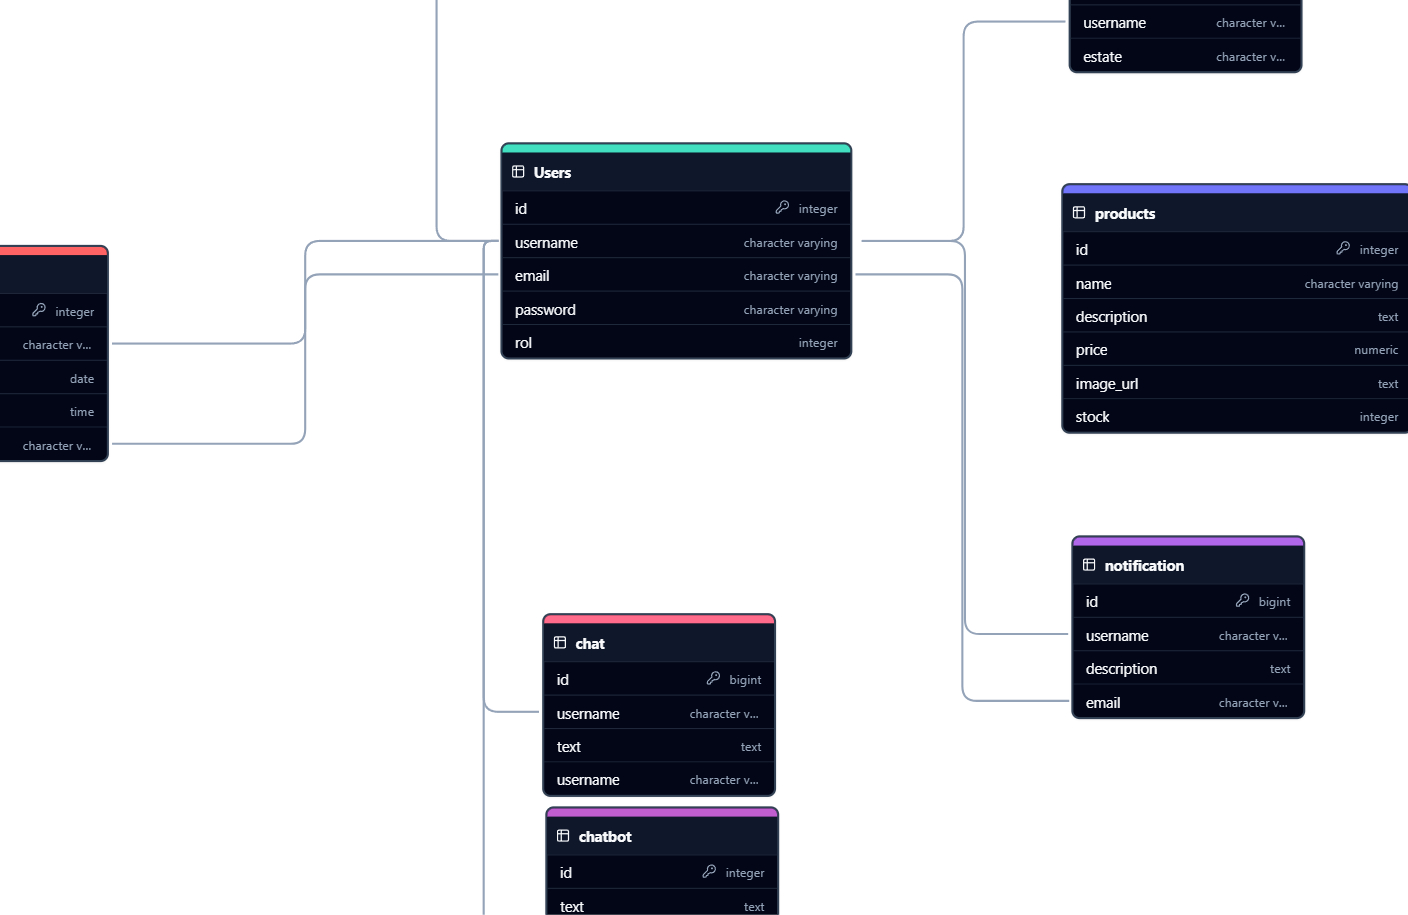 username character v...
estate character v...
Users
id integer
username character varying
email character varying
password character varying
rol integer
products
id integer
name character varying
description text
price numeric
image_url text
stock integer
integer
character v...
date
time
character v...
notification
id bigint
username character v...
description text
email character v...
chat
id bigint
username character v...
text text
username character v...
chatbot
id integer
text text